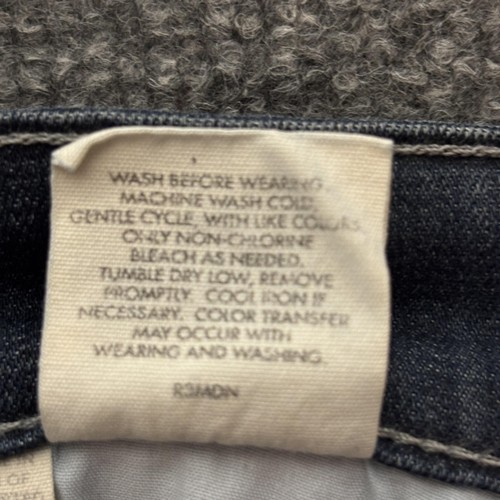 WASH BEFORE WEARING.
MACHINE WASH COLD,
GENTLE CYCLE, WITH LIKE COLORS
ONLY NON-CHLORINE
BLEACH AS NEEDED.
TUMBLE DRY LOW, REMOVE
PROMPTLY. COOL IRON IF
NECESSARY. COLOR TRANSFER
MAY OCCUR WITH
WEARING AND WASHING.
R3MDN
OF